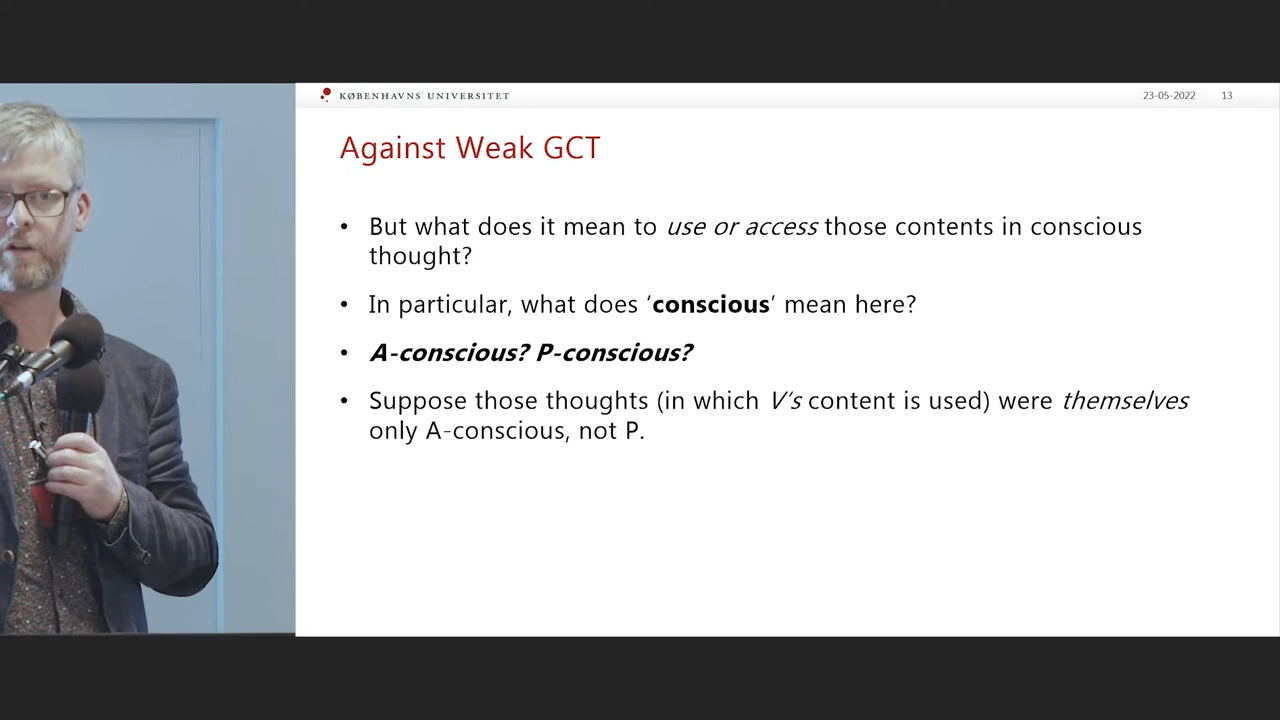 KØBENHAVNS UNIVERSITET
23-05-2022 13
Against Weak GCT
• But what does it mean to use or access those contents in conscious
thought?
• In particular, what does ‘conscious’ mean here?
• A-conscious? P-conscious?
• Suppose those thoughts (in which V’s content is used) were themselves
only A-conscious, not P.